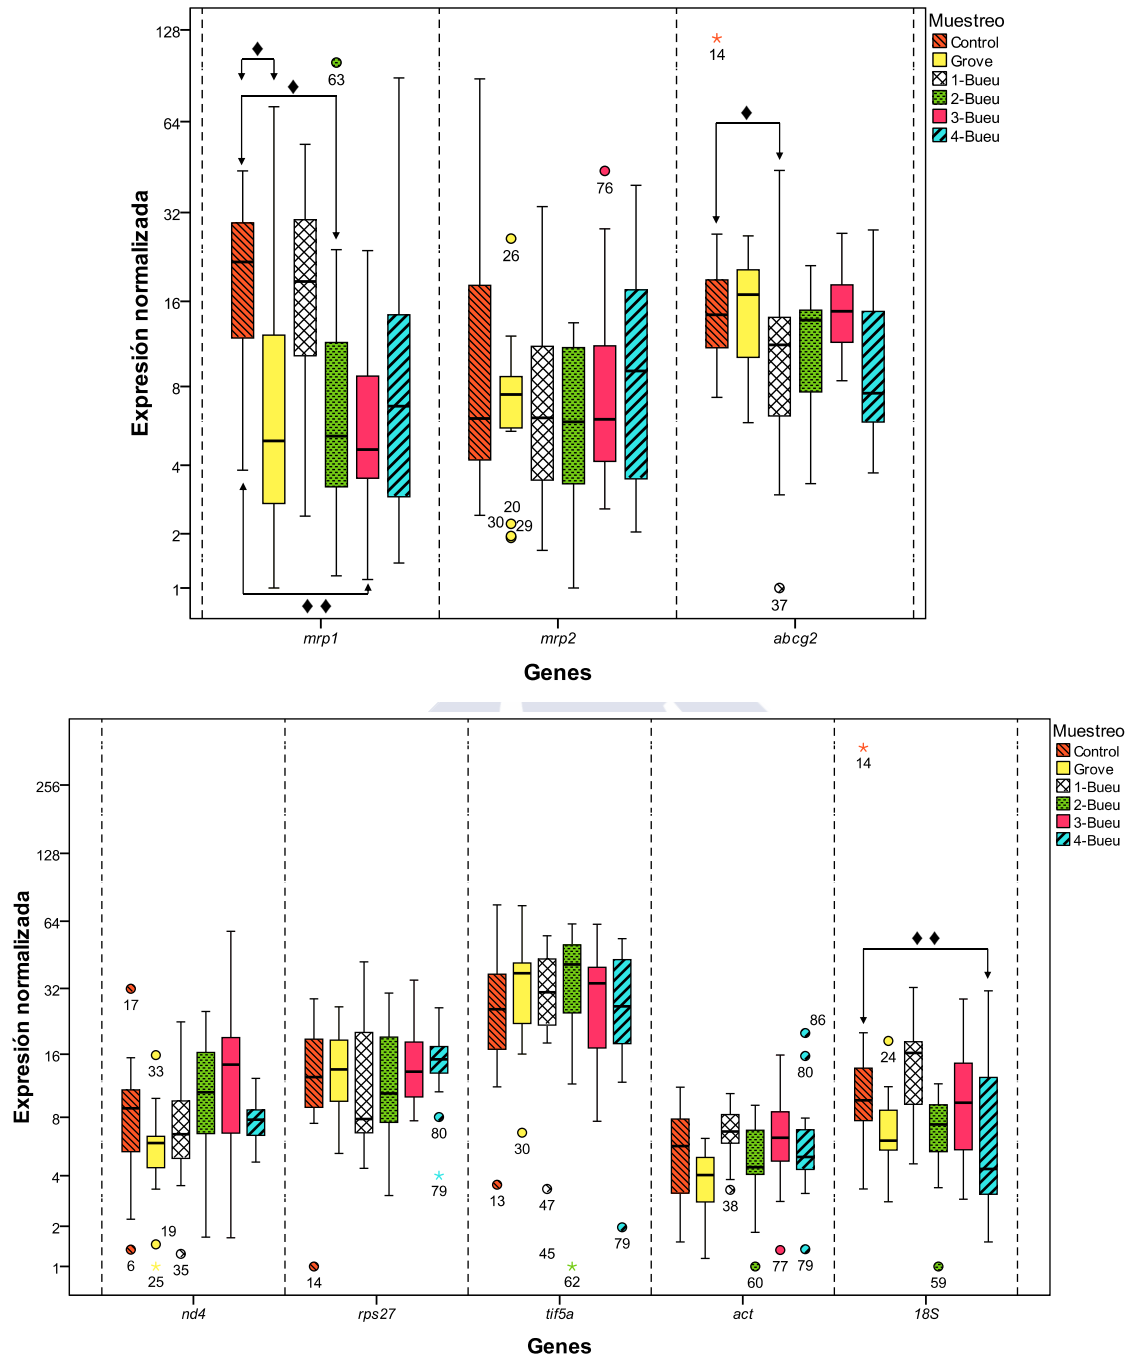 Muestreo
Control
Grove
1-Bueu
2-Bueu
3-Bueu
4-Bueu
Expresión normalizada
128
64
32
16
8
4
2
1
63
26
20
30
29
76
14
37
mrp1
mrp2
abcg2
Genes
Muestreo
Control
Grove
1-Bueu
2-Bueu
3-Bueu
4-Bueu
Expresión normalizada
256
128
64
32
16
8
4
2
1
17
33
19
6
25
35
14
80
79
13
30
47
45
62
79
38
60
77
86
80
79
14
24
59
nd4
rps27
tif5a
act
18S
Genes